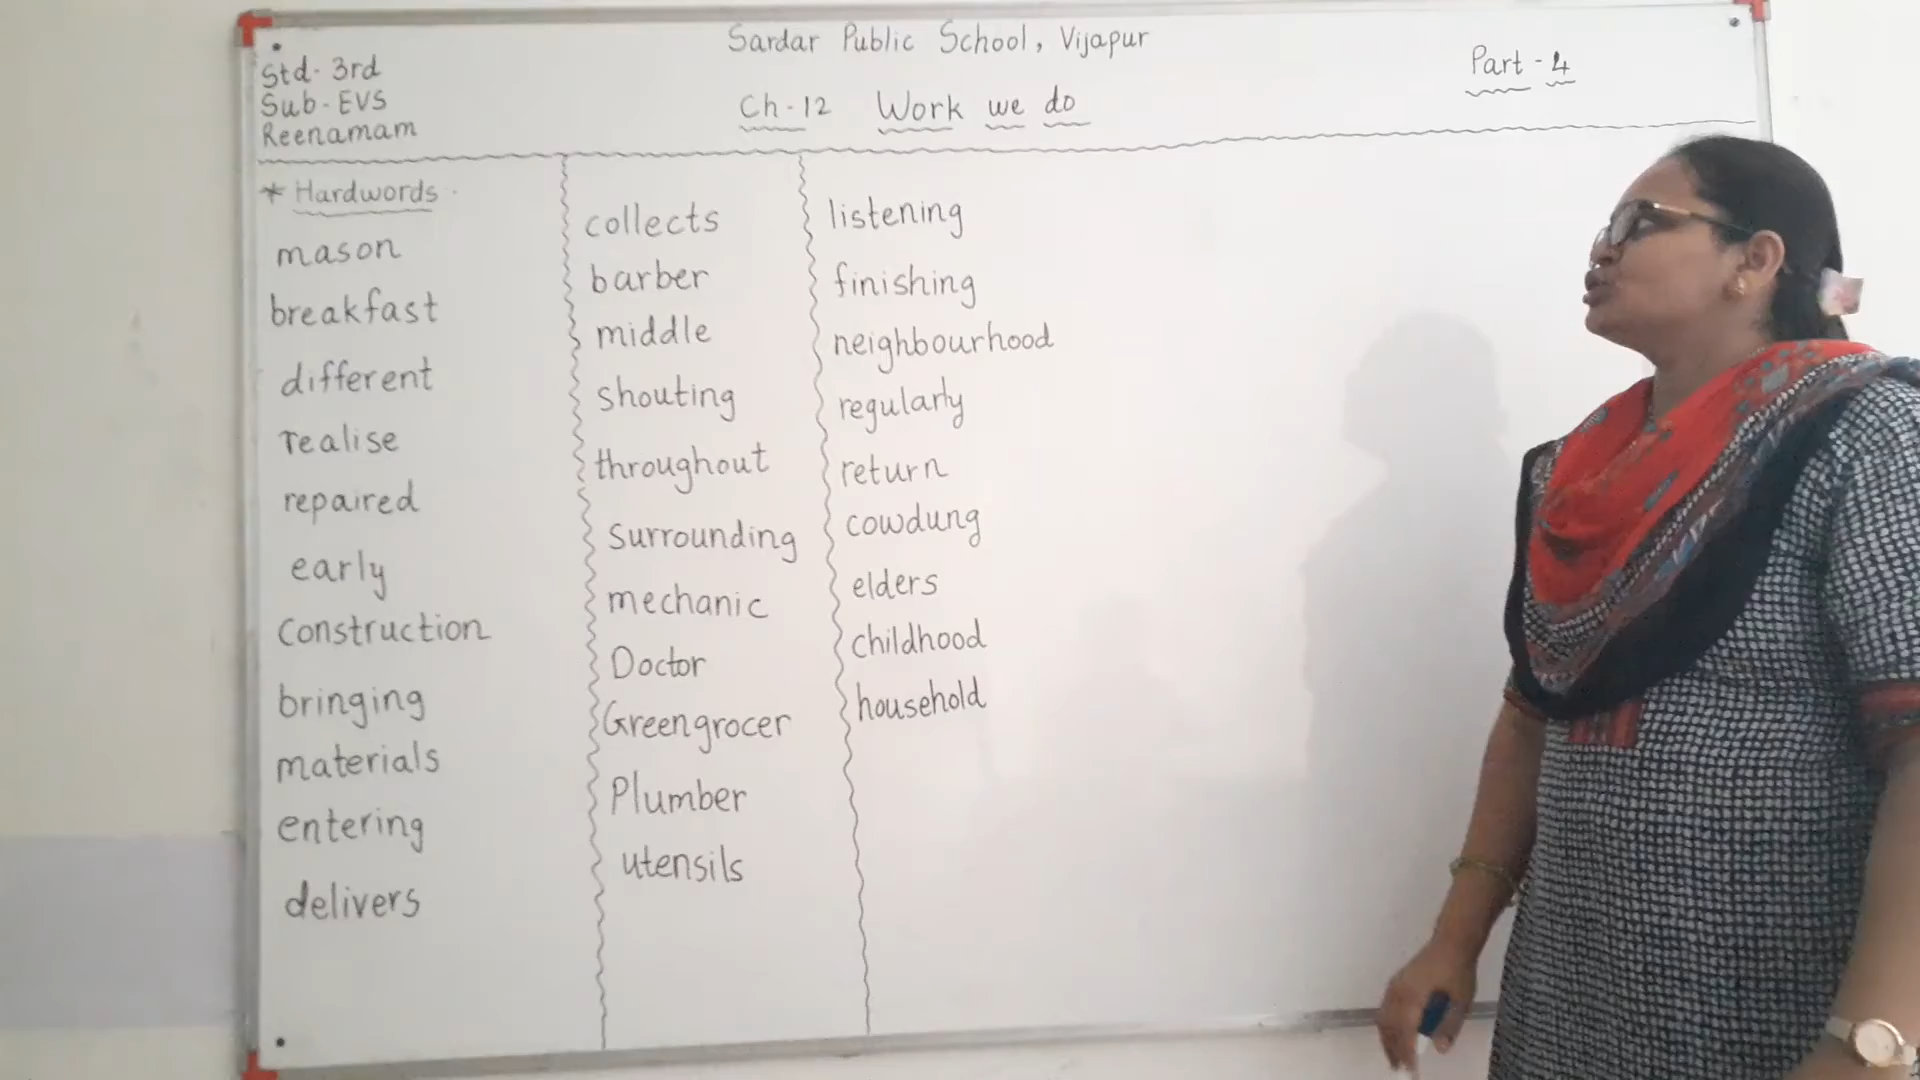 Sardar Public School, Vijapur
Std- 3rd
Sub- EVS
Reenamam
Ch-12 Work we do
Part-4
* Hardwords
mason
breakfast
different
realise
repaired
early
construction
bringing
materials
entering
delivers
collects
barber
middle
shouting
throughout
surrounding
mechanic
Doctor
Greengrocer
Plumber
utensils
listening
finishing
neighbourhood
regularly
return
cowdung
elders
childhood
household